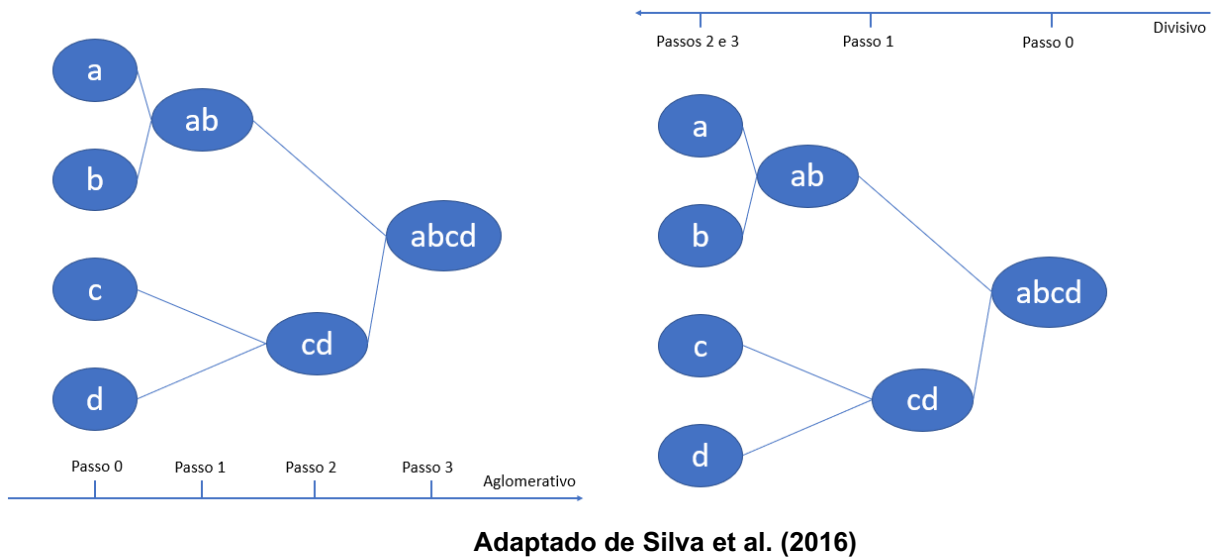 a
b
ab
c
d
cd
abcd
Passo 0 Passo 1 Passo 2 Passo 3
Aglomerativo
Divisivo
Passos 2 e 3 Passo 1 Passo 0
a
b
ab
c
d
cd
abcd
Adaptado de Silva et al. (2016)